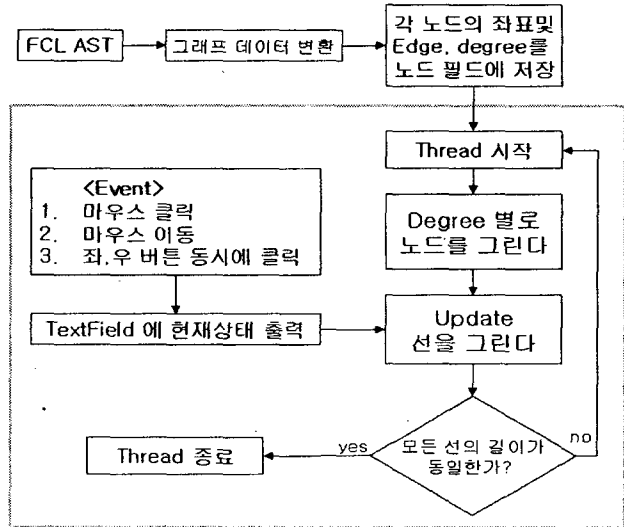 FCL AST
그래프 데이터 변환
각 노드의 좌표및
Edge, degree를
노드 필드에 저장
Thread 시작
<Event>
1. 마우스 클릭
2. 마우스 이동
3. 좌,우 버튼 동시에 클릭
Degree 별로
노드를 그린다
TextField 에 현재상태 출력
Update
선을 그린다
모든 선의 길이가
동일한가?
yes
no
Thread 종료